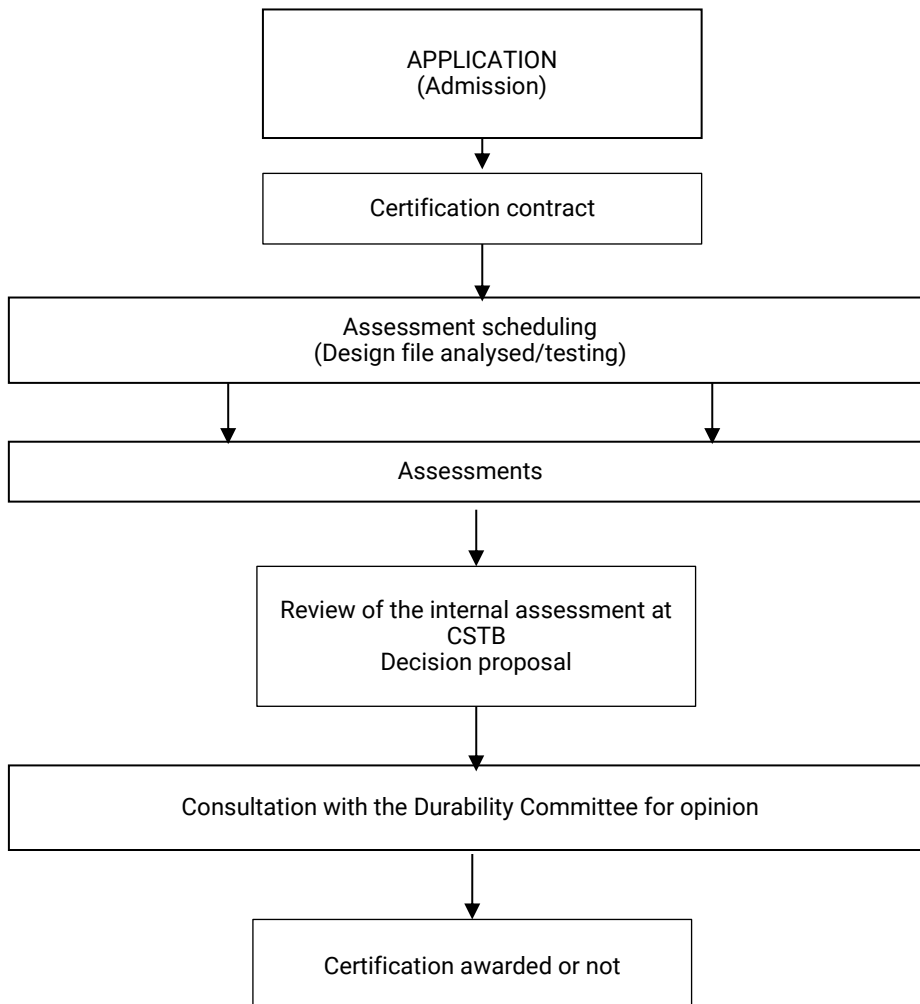 APPLICATION
(Admission)
Certification contract
Assessment scheduling
(Design file analysed/testing)
Assessments
Review of the internal assessment at
CSTB
Decision proposal
Consultation with the Durability Committee for opinion
Certification awarded or not